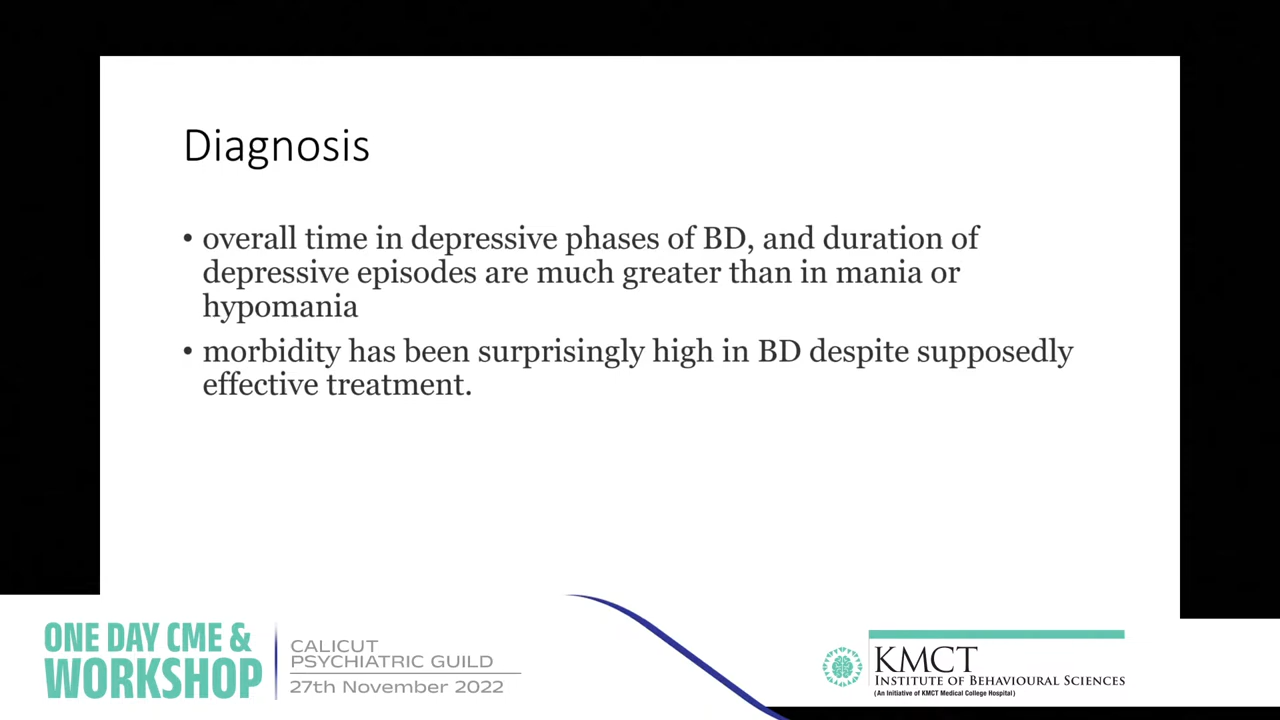 Diagnosis
• overall time in depressive phases of BD, and duration of
depressive episodes are much greater than in mania or
hypomania
• morbidity has been surprisingly high in BD despite supposedly
effective treatment.
ONE DAY CME &
WORKSHOP
CALICUT
PSYCHIATRIC GUILD
27th November 2022
KMCT
INSTITUTE OF BEHAVIOURAL SCIENCES
(An Initiative of KMCT Medical College Hospital)